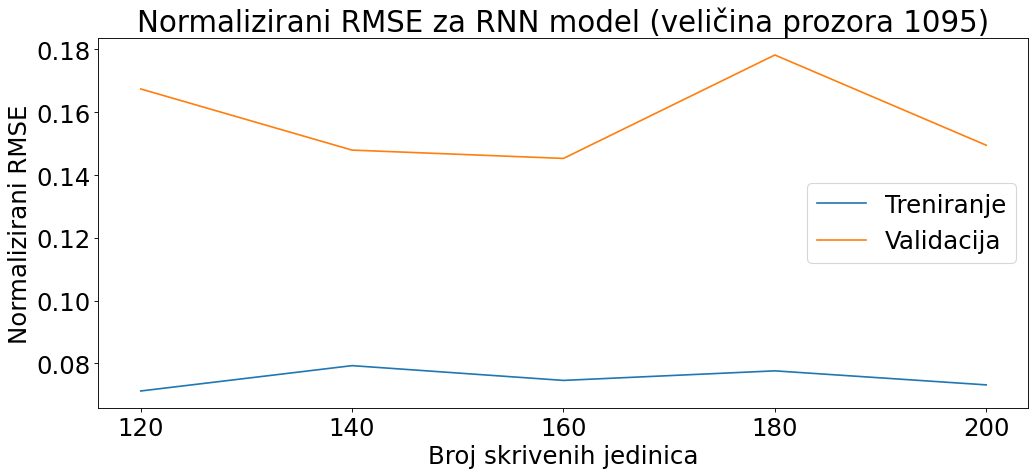 Normalizirani RMSE za RNN model (veličina prozora 1095)
Normalizirani RMSE
0.18
0.16
0.14
0.12
0.10
0.08
Treniranje
Validacija
120 140 160 180 200
Broj skrivenih jedinica